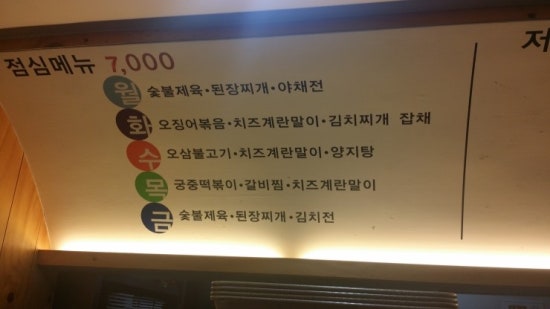 점심메뉴 7,000
월 숯불제육·된장찌개·야채전
화 오징어볶음·치즈계란말이·김치찌개 잡채
수 오삼불고기·치즈계란말이·양지탕
목 궁중떡볶이·갈비찜·치즈계란말이
금 숯불제육·된장찌개·김치전
저